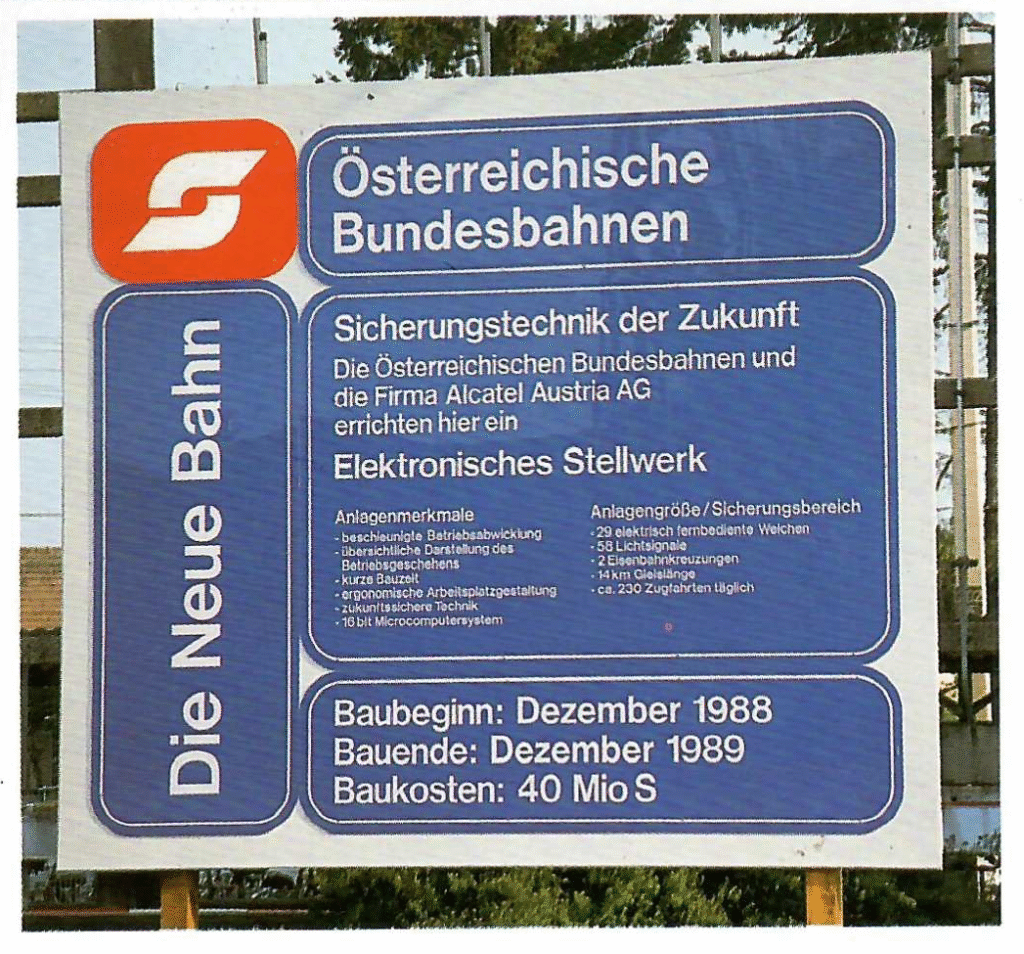 Österreichische
Bundesbahnen
Die Neue Bahn
Sicherungstechnik der Zukunft
Die Österreichischen Bundesbahnen und
die Firma Alcatel Austria AG
errichten hier ein
Elektronisches Stellwerk
Anlagenmerkmale
- beschleunigte Betriebsabwicklung
- übersichtliche Darstellung des
Betriebsgeschehens
- kurze Bauzeit
- ergonomische Arbeitsplatzgestaltung
- zukunftssichere Technik
- 16 bit Microcomputersystem
Anlagengröße/Sicherungsbereich
- 29 elektrisch fernbediente Weichen
- 58 Lichtsignale
- 2 Eisenbahnkreuzungen
- 14 km Gleislänge
- ca. 230 Zugfahrten täglich
Baubeginn: Dezember 1988
Bauende: Dezember 1989
Baukosten: 40 Mio S